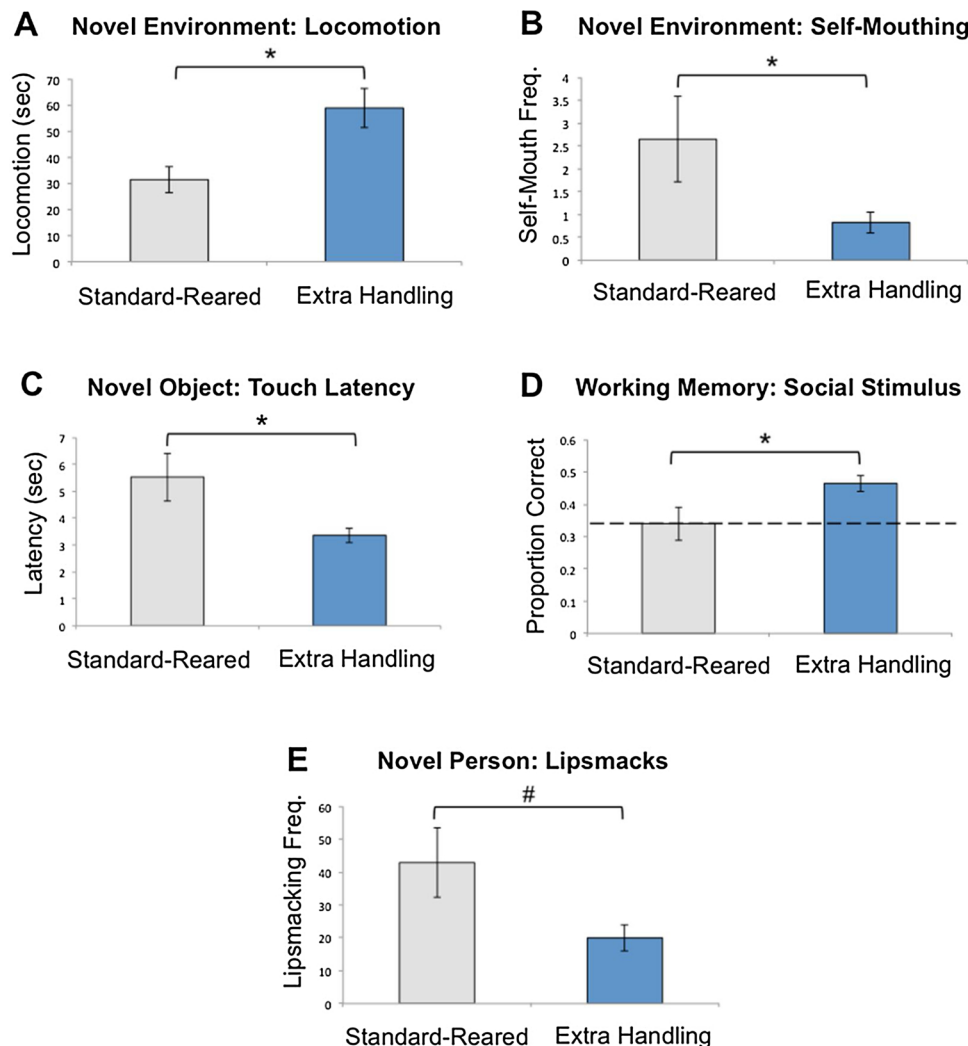 A Novel Environment: Locomotion
*
Locomotion (sec)
70
60
50
40
30
20
10
0
Standard-Reared Extra Handling
B Novel Environment: Self-Mouthing
*
Self-Mouth Freq.
4
3.5
3
2.5
2
1.5
1
0.5
0
Standard-Reared Extra Handling
C Novel Object: Touch Latency
*
Latency (sec)
7
6
5
4
3
2
1
0
Standard-Reared Extra Handling
D Working Memory: Social Stimulus
*
Proportion Correct
0.6
0.5
0.4
0.3
0.2
0.1
0
Standard-Reared Extra Handling
E Novel Person: Lipsmacks
#
Lipsmacking Freq.
60
50
40
30
20
10
0
Standard-Reared Extra Handling